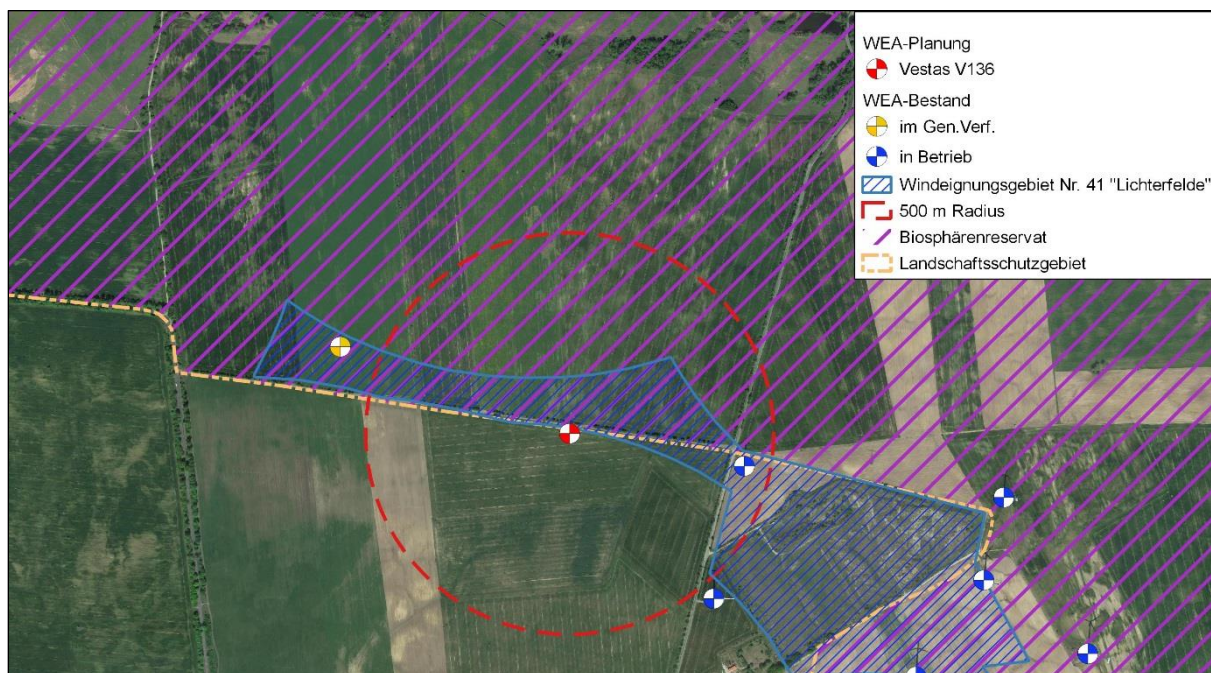 WEA-Planung
Vestas V136
WEA-Bestand
im Gen.Verf.
in Betrieb
Windeignungsgebiet Nr. 41 "Lichterfelde"
500 m Radius
Biosphärenreservat
Landschaftsschutzgebiet